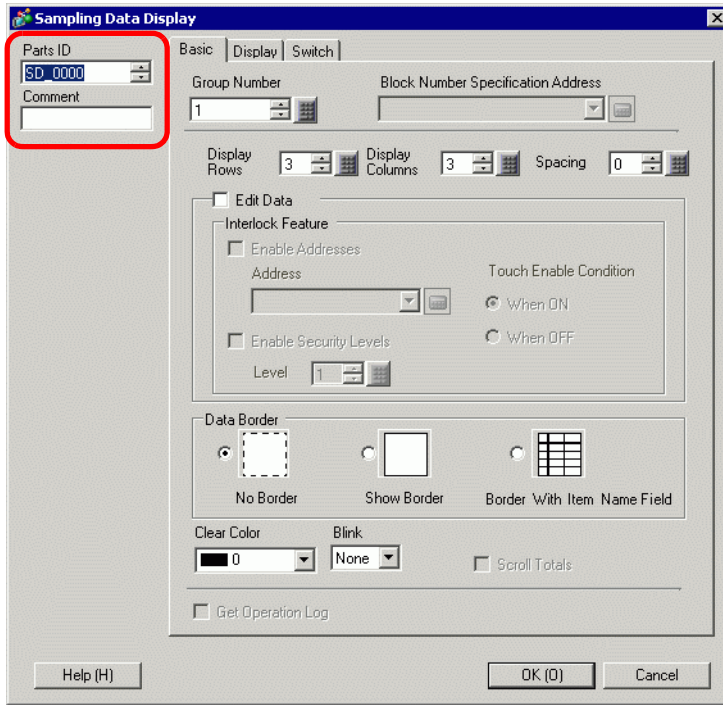 Sampling Data Display
Parts ID
SD_0000
Comment
Basic Display Switch
Group Number Block Number Specification Address
1
Display Rows 3 Display Columns 3 Spacing 0
Edit Data
Interlock Feature
Enable Addresses
Address Touch Enable Condition
When ON
Enable Security Levels When OFF
Level 1
Data Border
No Border Show Border Border With Item Name Field
Clear Color Blink
0 None Scroll Totals
Get Operation Log
Help (H) OK (O) Cancel